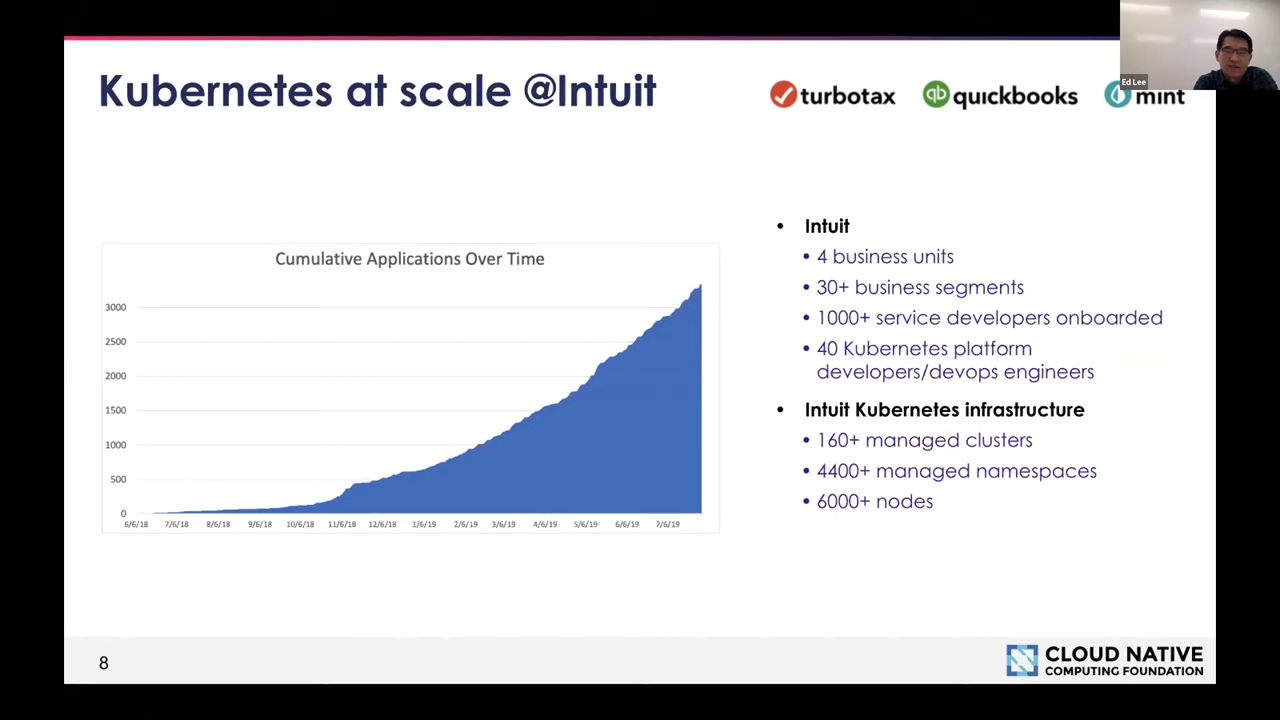 Kubernetes at scale @Intuit
turbotax
qb quickbooks
mint
Ed Lee
Cumulative Applications Over Time
3000
2500
2000
1500
1000
500
0
6/6/18 7/6/18 8/6/18 9/6/18 10/6/18 11/6/18 12/6/18 1/6/19 2/6/19 3/6/19 4/6/19 5/6/19 6/6/19 7/6/19
• Intuit
• 4 business units
• 30+ business segments
• 1000+ service developers onboarded
• 40 Kubernetes platform
developers/devops engineers
• Intuit Kubernetes infrastructure
• 160+ managed clusters
• 4400+ managed namespaces
• 6000+ nodes
8
CLOUD NATIVE
COMPUTING FOUNDATION